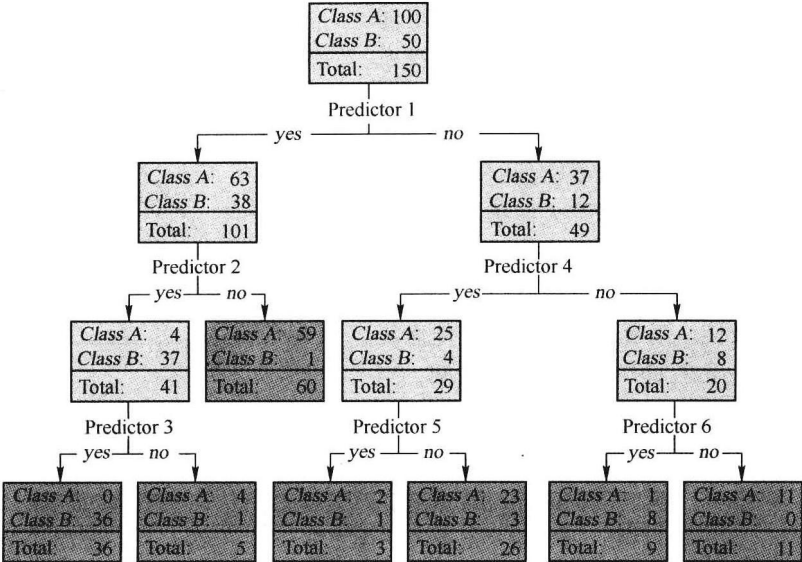 Class A: 100
Class B: 50
Total: 150
Predictor 1
yes no
Class A: 63
Class B: 38
Total: 101
Class A: 37
Class B: 12
Total: 49
Predictor 2
Predictor 4
yes no
yes no
Class A: 4
Class B: 37
Total: 41
Class A: 59
Class B: 1
Total: 60
Class A: 25
Class B: 4
Total: 29
Class A: 12
Class B: 8
Total: 20
Predictor 3
Predictor 5
Predictor 6
yes no
yes no
yes no
Class A: 0
Class B: 36
Total: 36
Class A: 4
Class B: 1
Total: 5
Class A: 2
Class B: 1
Total: 3
Class A: 23
Class B: 3
Total: 26
Class A: 1
Class B: 8
Total: 9
Class A: 11
Class B: 0
Total: 11